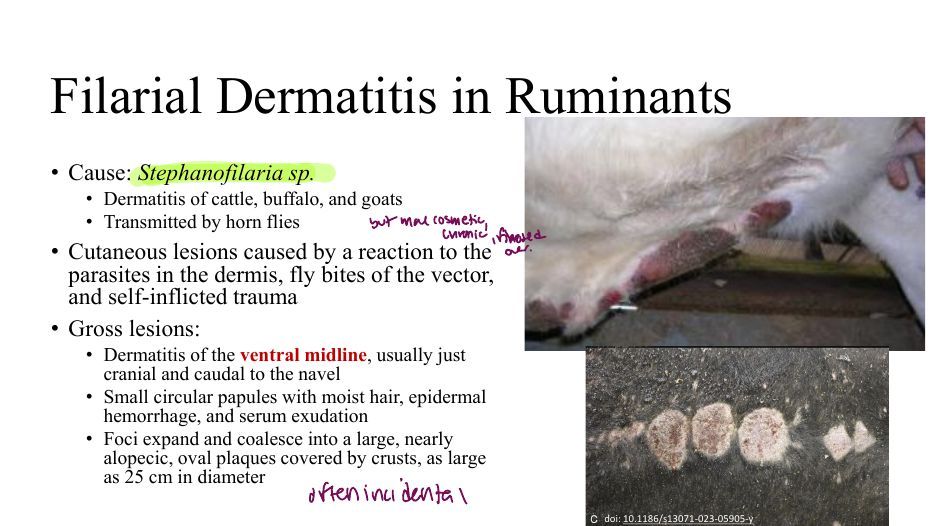 Filarial Dermatitis in Ruminants
• Cause: Stephanofilaria sp.
• Dermatitis of cattle, buffalo, and goats
• Transmitted by horn flies
but more cosmetic,
chronic,
• Cutaneous lesions caused by a reaction to the
parasites in the dermis, fly bites of the vector,
and self-inflicted trauma
• Gross lesions:
• Dermatitis of the ventral midline, usually just
cranial and caudal to the navel
• Small circular papules with moist hair, epidermal
hemorrhage, and serum exudation
• Foci expand and coalesce into a large, nearly
alopecic, oval plaques covered by crusts, as large
as 25 cm in diameter
often incidental
C doi: 10.1186/s13071-023-05905-y